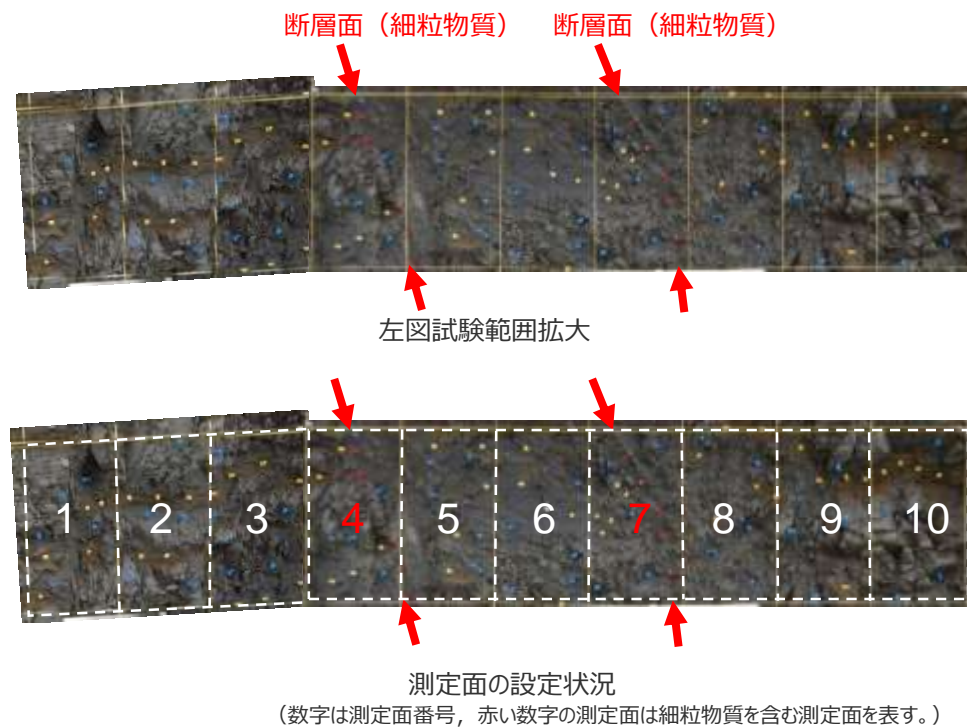 断層面（細粒物質） 断層面（細粒物質）
左図試験範囲拡大
1 2 3 4 5 6 7 8 9 10
測定面の設定状況
（数字は測定面番号，赤い数字の測定面は細粒物質を含む測定面を表す。）